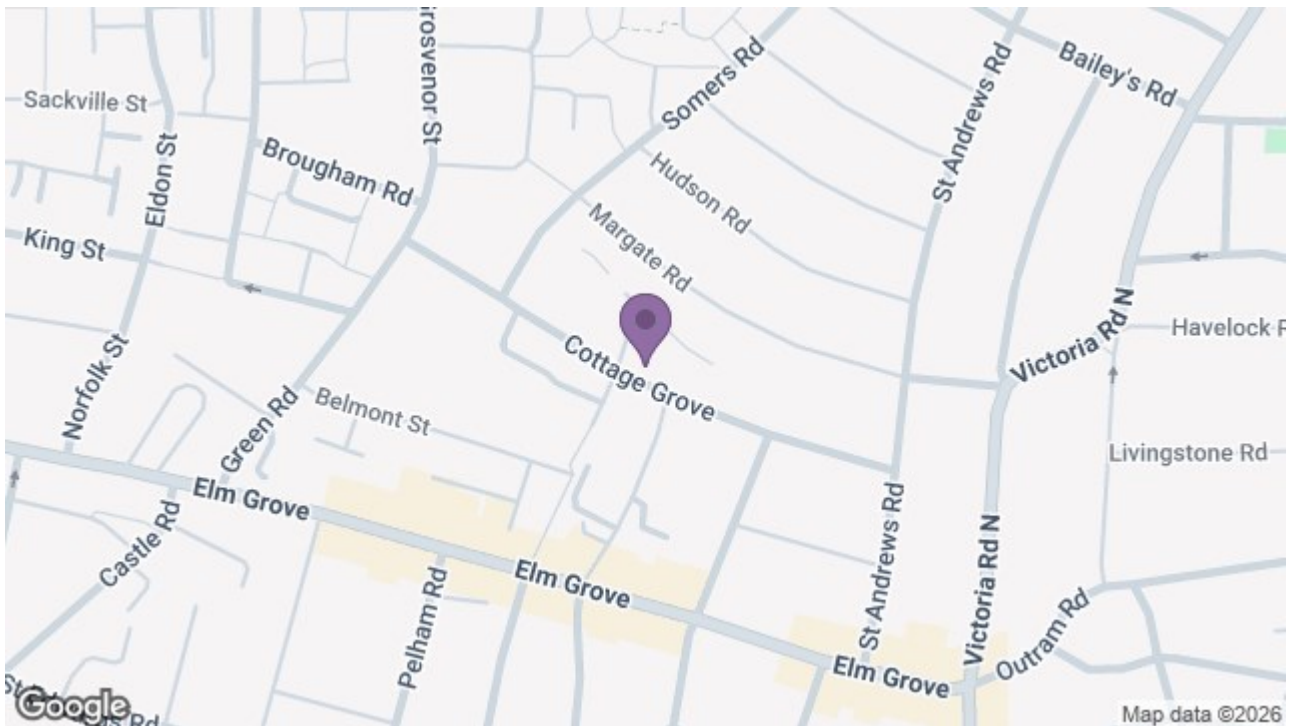 Sackville St
Eldon St
Grosvenor St
Brougham Rd
King St
Somers Rd
Hudson Rd
Margate Rd
St Andrews Rd
Bailey's Rd
Victoria Rd N
Havelock R
Norfolk St
Green Rd
Belmont St
Cottage Grove
Livingstone Rd
Elm Grove
Castle Rd
Pelham Rd
Elm Grove
St Andrews Rd
Victoria Rd N
Outram Rd
Elm Grove
Rd
Google
Map data ©2026